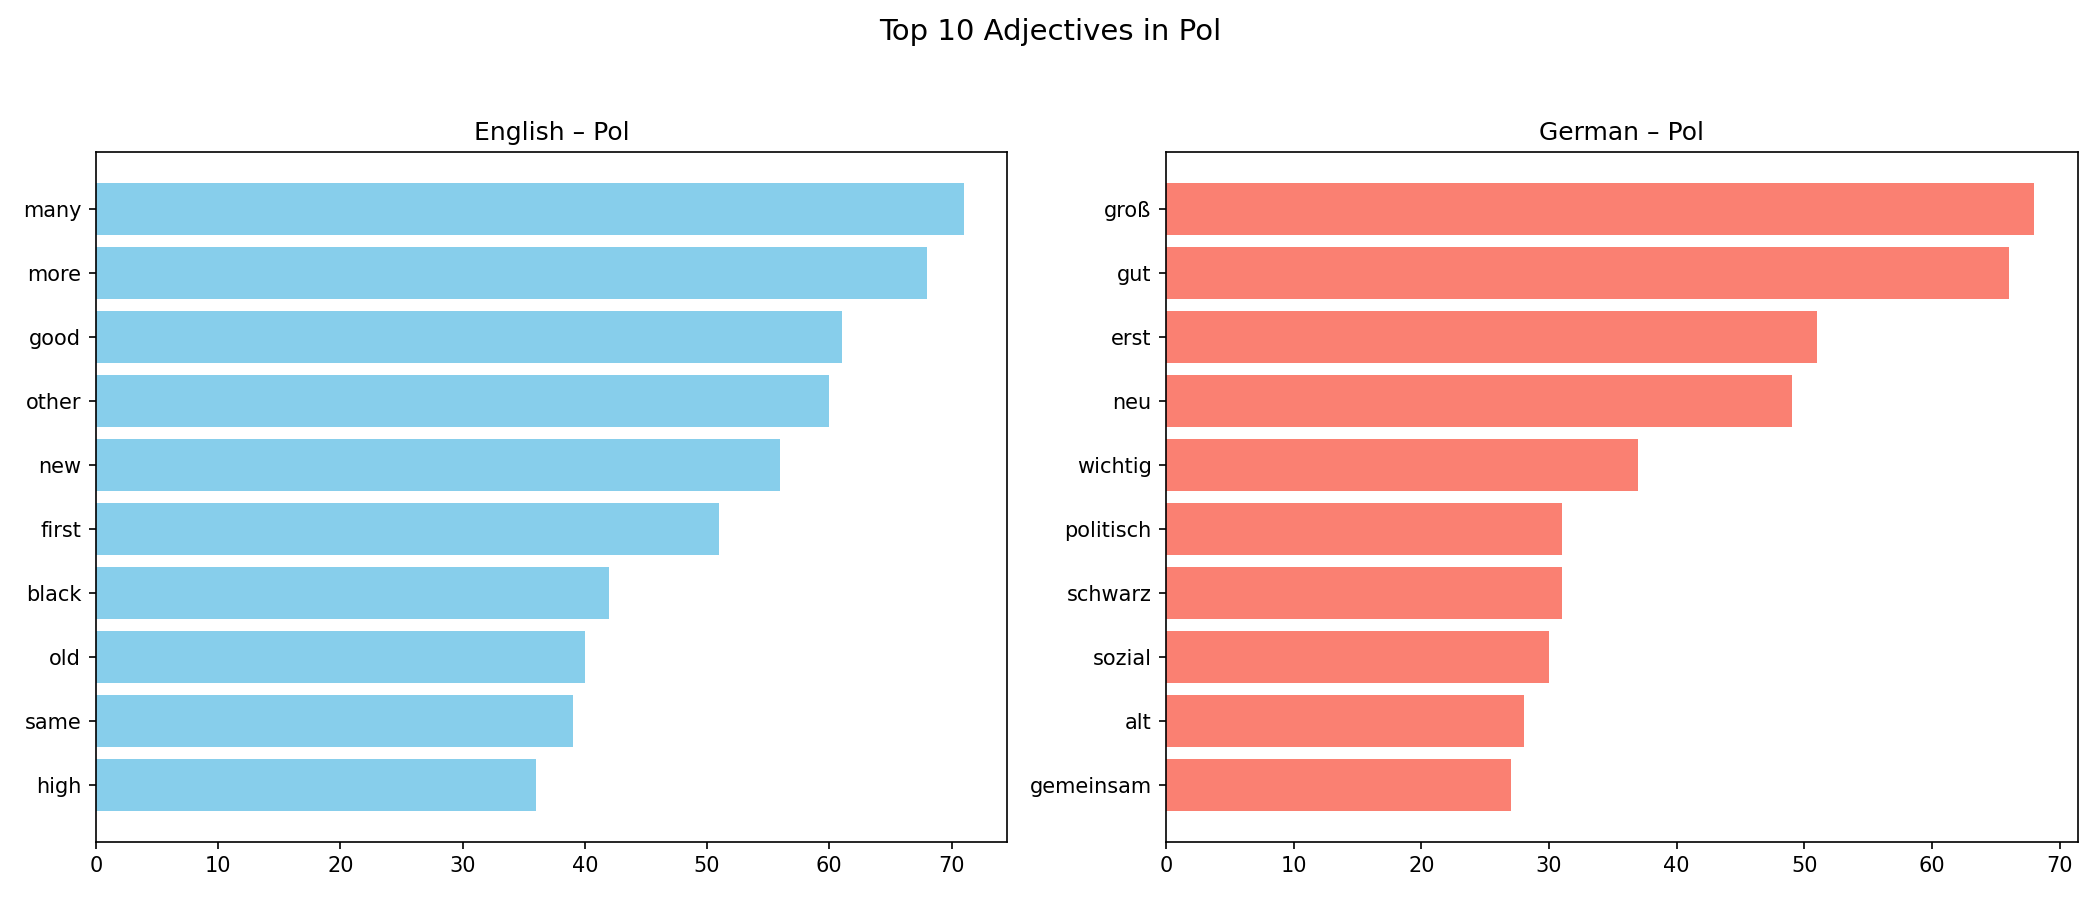 Top 10 Adjectives in Pol
English – Pol
many
more
good
other
new
first
black
old
same
high
0 10 20 30 40 50 60 70
German – Pol
groß
gut
erst
neu
wichtig
politisch
schwarz
sozial
alt
gemeinsam
0 10 20 30 40 50 60 70